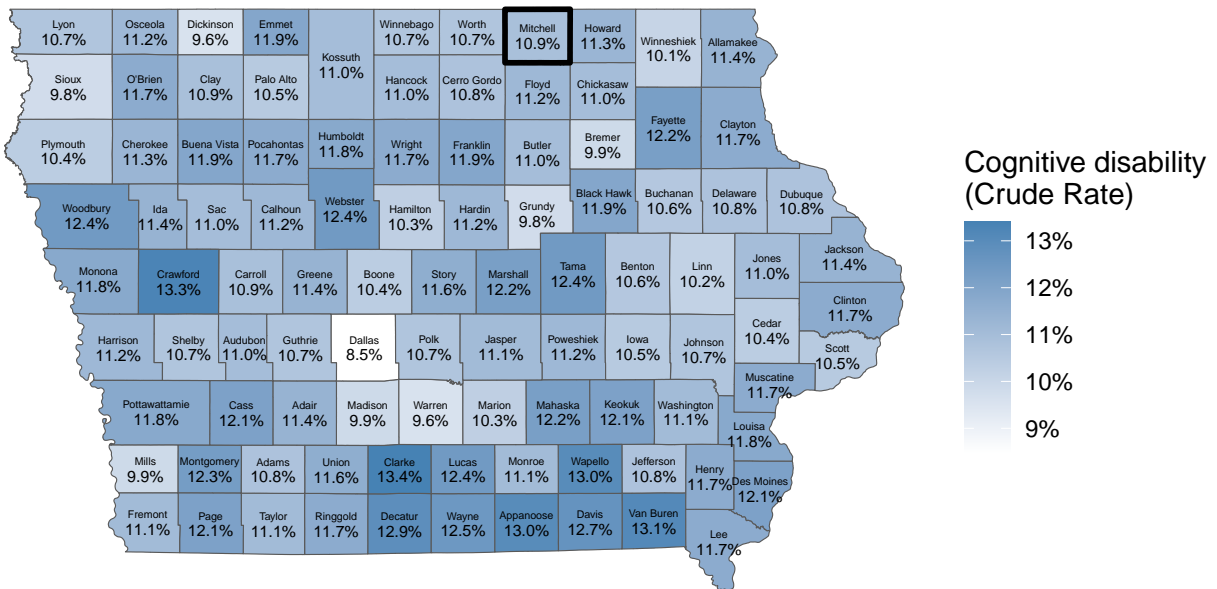 Lyon
10.7%
Osceola
11.2%
Dickinson
9.6%
Emmet
11.9%
Kossuth
11.0%
Winnebago
10.7%
Worth
10.7%
Mitchell
10.9%
Howard
11.3%
Winneshiek
10.1%
Allamakee
11.4%
Sioux
9.8%
O'Brien
11.7%
Clay
10.9%
Palo Alto
10.5%
Hancock
11.0%
Cerro Gordo
10.8%
Floyd
11.2%
Chickasaw
11.0%
Fayette
12.2%
Clayton
11.7%
Plymouth
10.4%
Cherokee
11.3%
Buena Vista
11.9%
Pocahontas
11.7%
Humboldt
11.8%
Wright
11.7%
Franklin
11.9%
Butler
11.0%
Bremer
9.9%
Woodbury
12.4%
Ida
11.4%
Sac
11.0%
Calhoun
11.2%
Webster
12.4%
Hamilton
10.3%
Hardin
11.2%
Grundy
9.8%
Black Hawk
11.9%
Buchanan
10.6%
Delaware
10.8%
Dubuque
10.8%
Monona
11.8%
Crawford
13.3%
Carroll
10.9%
Greene
11.4%
Boone
10.4%
Story
11.6%
Marshall
12.2%
Tama
12.4%
Benton
10.6%
Linn
10.2%
Jones
11.0%
Jackson
11.4%
Clinton
11.7%
Harrison
11.2%
Shelby
10.7%
Audubon
11.0%
Guthrie
10.7%
Dallas
8.5%
Polk
10.7%
Jasper
11.1%
Poweshiek
11.2%
Iowa
10.5%
Johnson
10.7%
Cedar
10.4%
Scott
10.5%
Muscatine
11.7%
Pottawattamie
11.8%
Cass
12.1%
Adair
11.4%
Madison
9.9%
Warren
9.6%
Marion
10.3%
Mahaska
12.2%
Keokuk
12.1%
Washington
11.1%
Louisa
11.8%
Mills
9.9%
Montgomery
12.3%
Adams
10.8%
Union
11.6%
Clarke
13.4%
Lucas
12.4%
Monroe
11.1%
Wapello
13.0%
Jefferson
10.8%
Henry
11.7%
Des Moines
12.1%
Fremont
11.1%
Page
12.1%
Taylor
11.1%
Ringgold
11.7%
Decatur
12.9%
Wayne
12.5%
Appanoose
13.0%
Davis
12.7%
Van Buren
13.1%
Lee
11.7%
Cognitive disability
(Crude Rate)
13%
12%
11%
10%
9%